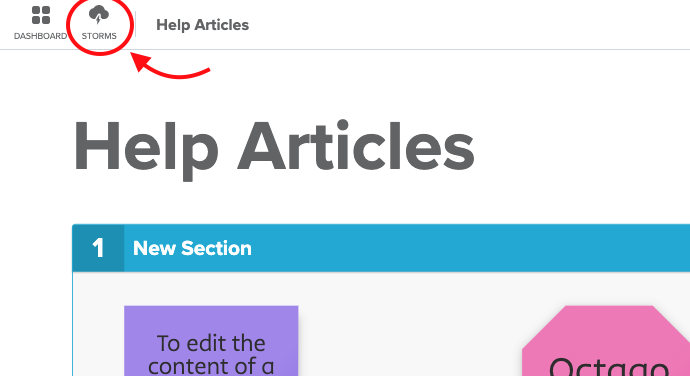 DASHBOARD STORMS Help Articles
Help Articles
1 New Section
To edit the
content of a
Octago